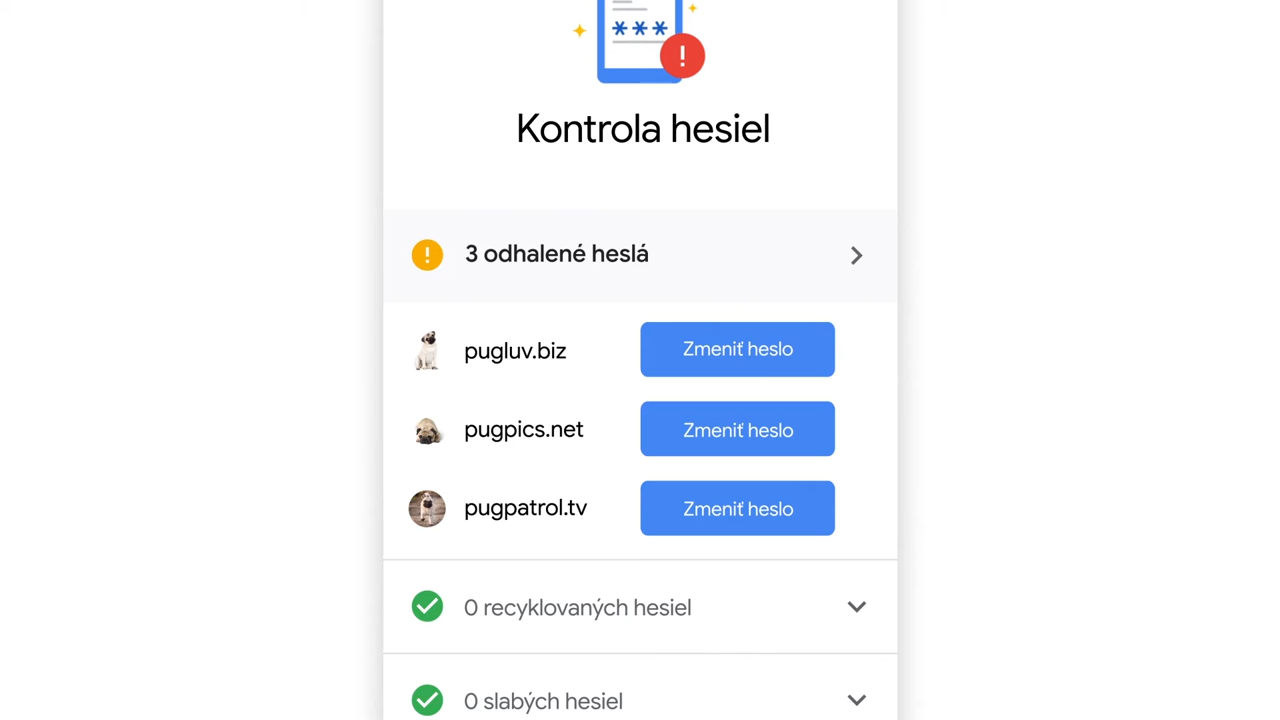 ***
Kontrola hesiel
3 odhalené heslá
pugluv.biz
Zmeniť heslo
pugpics.net
Zmeniť heslo
pugpatrol.tv
Zmeniť heslo
0 recyklovaných hesiel
0 slabých hesiel